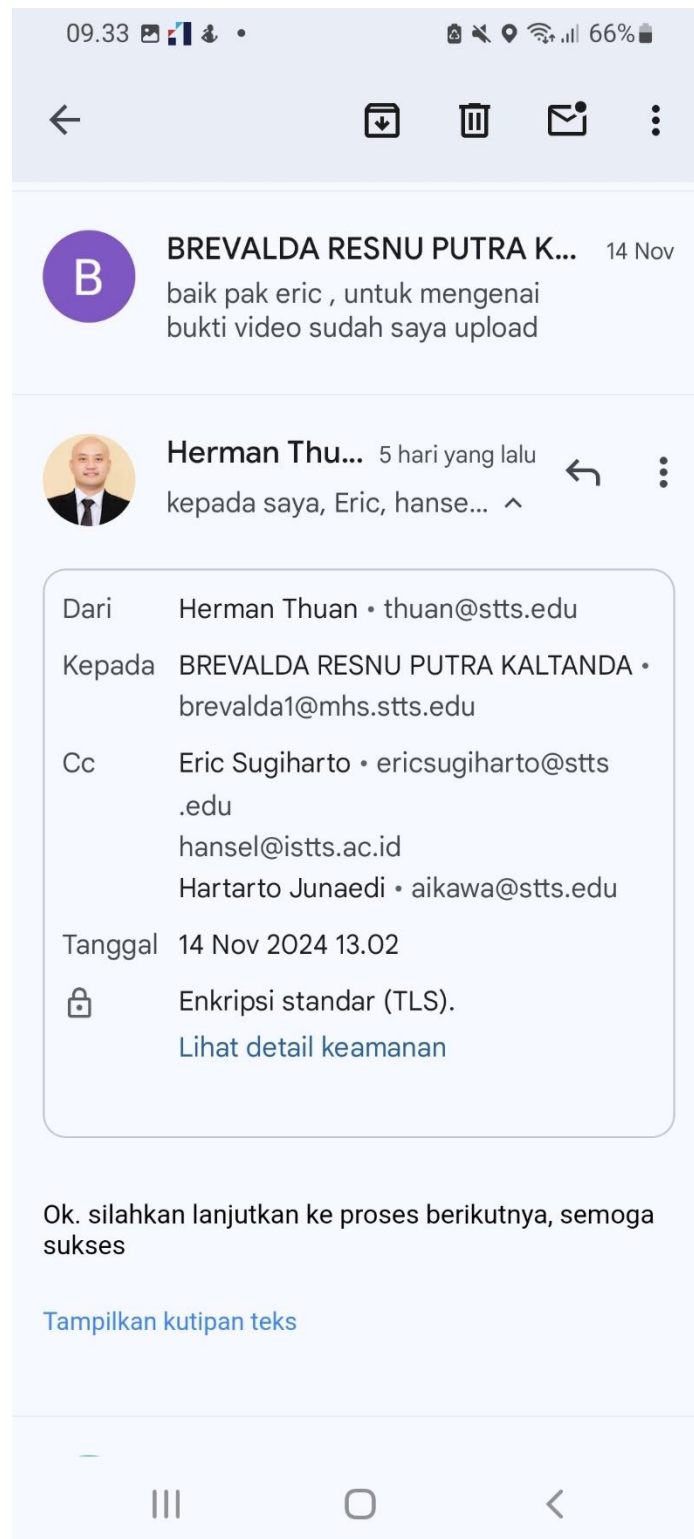 09.33
66%
B
BREVALDA RESNU PUTRA K... 14 Nov
baik pak eric , untuk mengenai
bukti video sudah saya upload
Herman Thu... 5 hari yang lalu
kepada saya, Eric, hanse...
Dari Herman Thuan • thuan@stts.edu
Kepada BREVALDA RESNU PUTRA KALTANDA •
brevalda1@mhs.stts.edu
Cc Eric Sugiharto • ericsugiharto@stts
.edu
hansel@istts.ac.id
Hartarto Junaedi • aikawa@stts.edu
Tanggal 14 Nov 2024 13.02
Enkripsi standar (TLS).
Lihat detail keamanan
Ok. silahkan lanjutkan ke proses berikutnya, semoga
sukses
Tampilkan kutipan teks